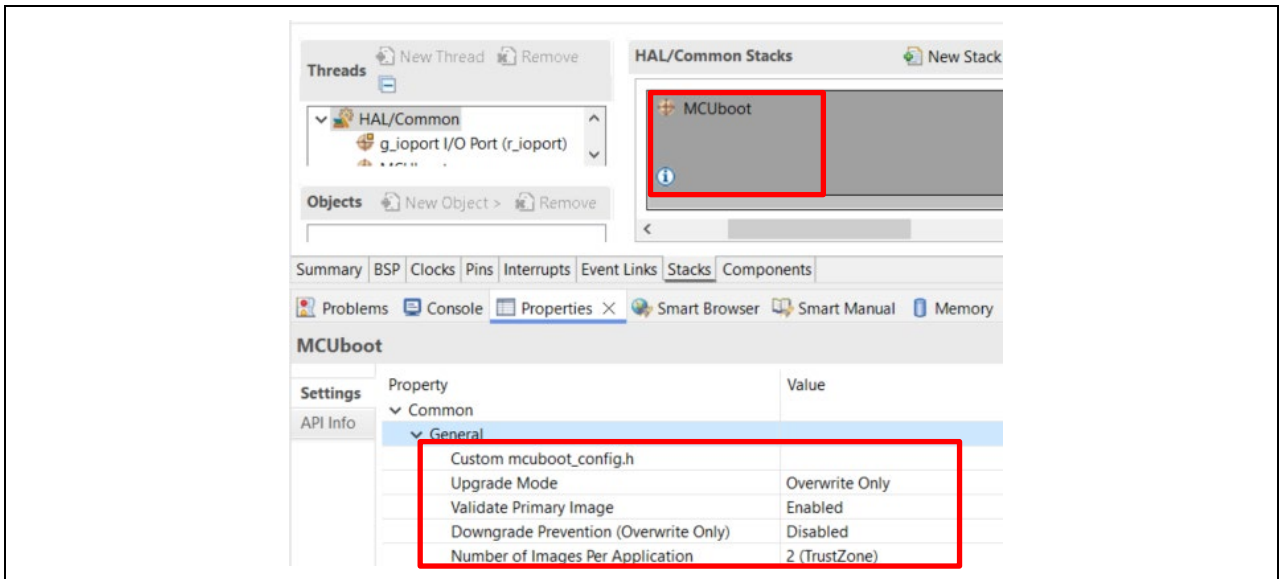 Threads
New Thread
Remove
HAL/Common Stacks
New Stack
HAL/Common
g_ioport I/O Port (r_ioport)
MCUboot
Objects
New Object >
Remove
Summary BSP Clocks Pins Interrupts Event Links Stacks Components
Problems Console Properties Smart Browser Smart Manual Memory
MCUboot
Settings
API Info
Property Value
Common
General
Custom mcuboot_config.h
Upgrade Mode Overwrite Only
Validate Primary Image Enabled
Downgrade Prevention (Overwrite Only) Disabled
Number of Images Per Application 2 (TrustZone)